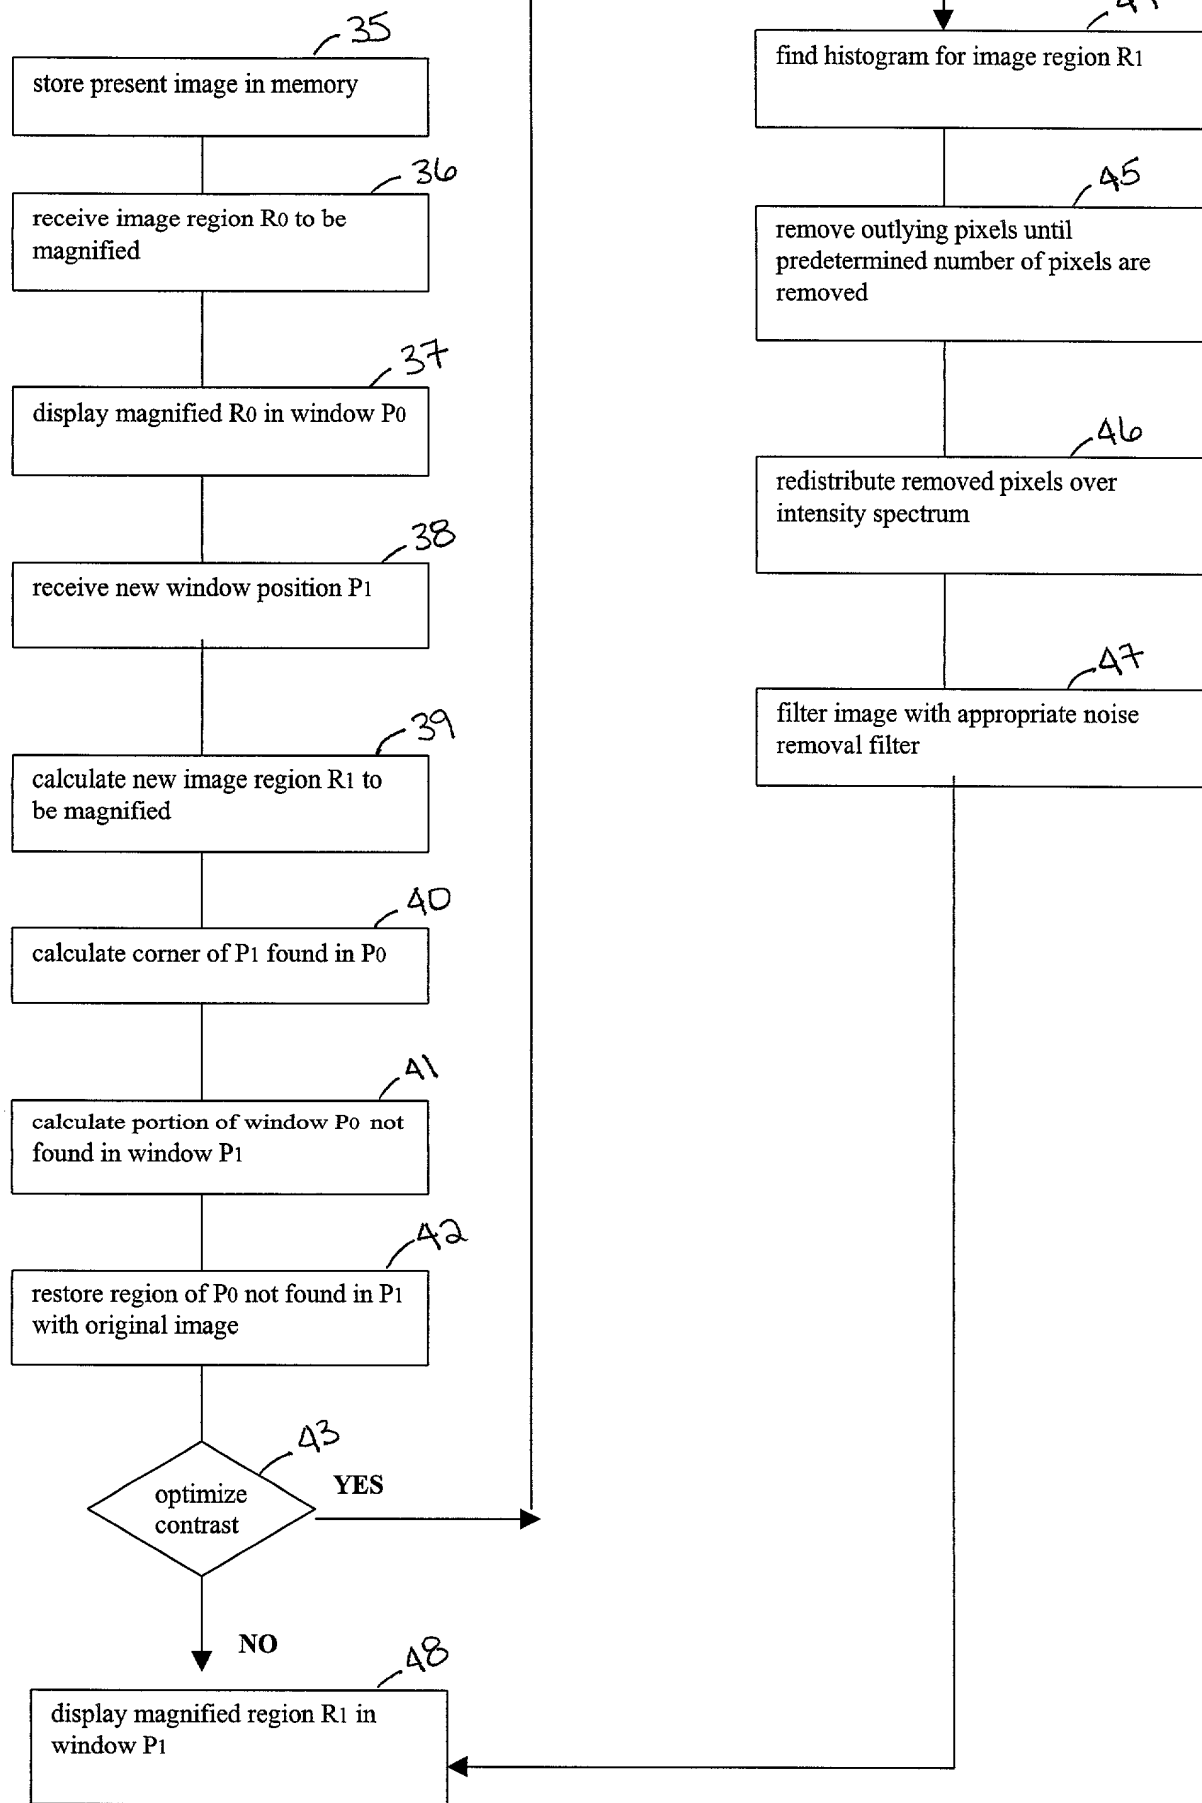 35
store present image in memory
36
receive image region R0 to be
magnified
37
display magnified R0 in window P0
38
receive new window position P1
39
calculate new image region R1 to
be magnified
40
calculate corner of P1 found in P0
41
calculate portion of window P0 not
found in window P1
42
restore region of P0 not found in P1
with original image
43
optimize
contrast
YES
NO
48
display magnified region R1 in
window P1
find histogram for image region R1
45
remove outlying pixels until
predetermined number of pixels are
removed
46
redistribute removed pixels over
intensity spectrum
47
filter image with appropriate noise
removal filter